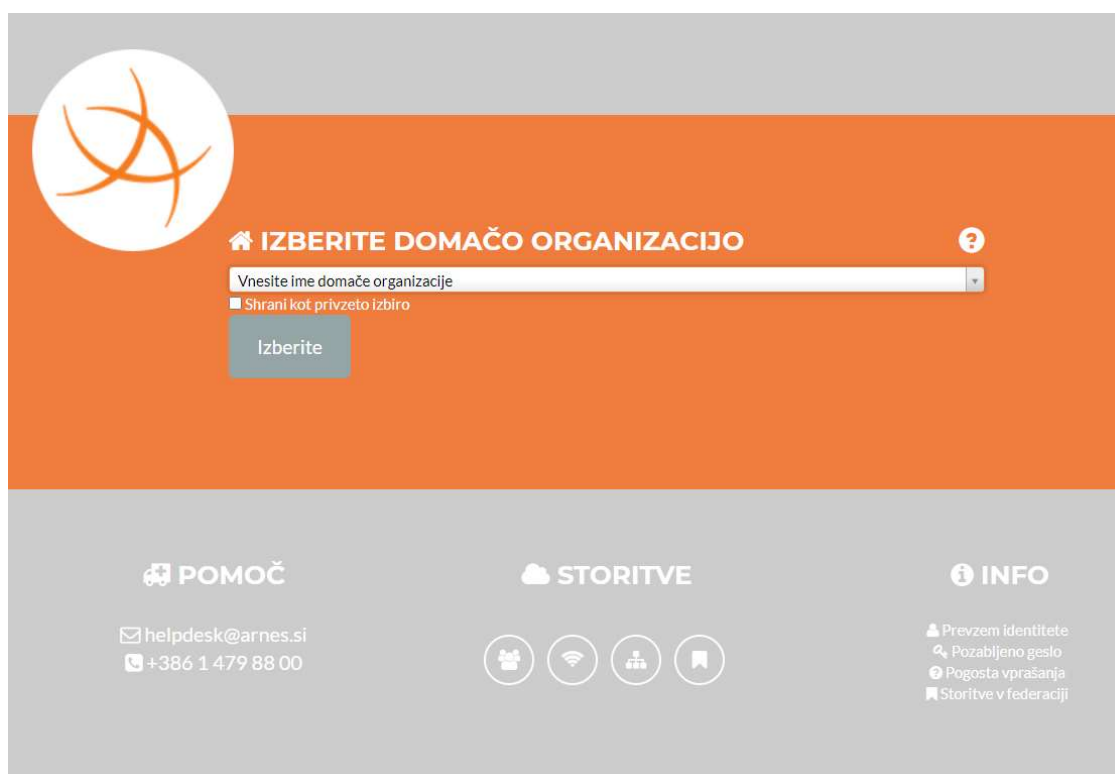 IZBERITE DOMAČO ORGANIZACIJO
Vnesite ime domače organizacije
Shrani kot privzeto izbiro
Izberite
POMOČ
helpdesk@arnes.si
+386 1 479 88 00
STORITVE
INFO
Prevzem identitete
Pozabljeno geslo
Pogosta vprašanja
Storitve v federaciji